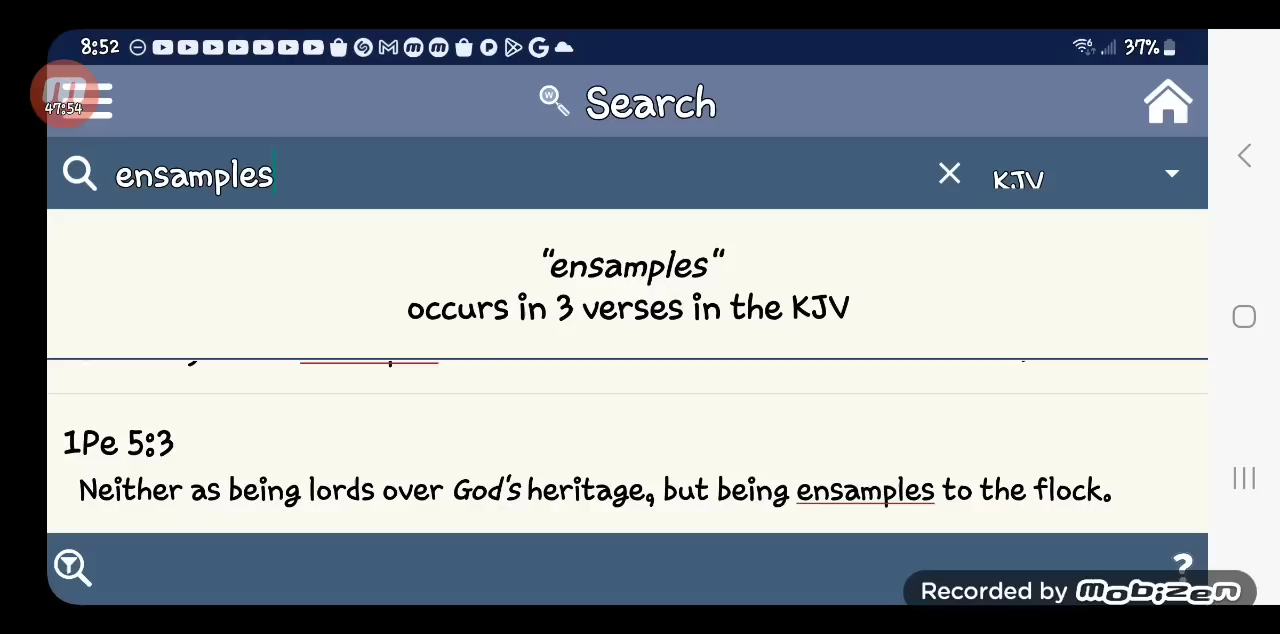 8:52 37%
47:54
Search
ensamples KJV
"ensamples"
occurs in 3 verses in the KJV
1Pe 5:3
Neither as being lords over God's heritage, but being ensamples to the flock.
?
Recorded by mobizen